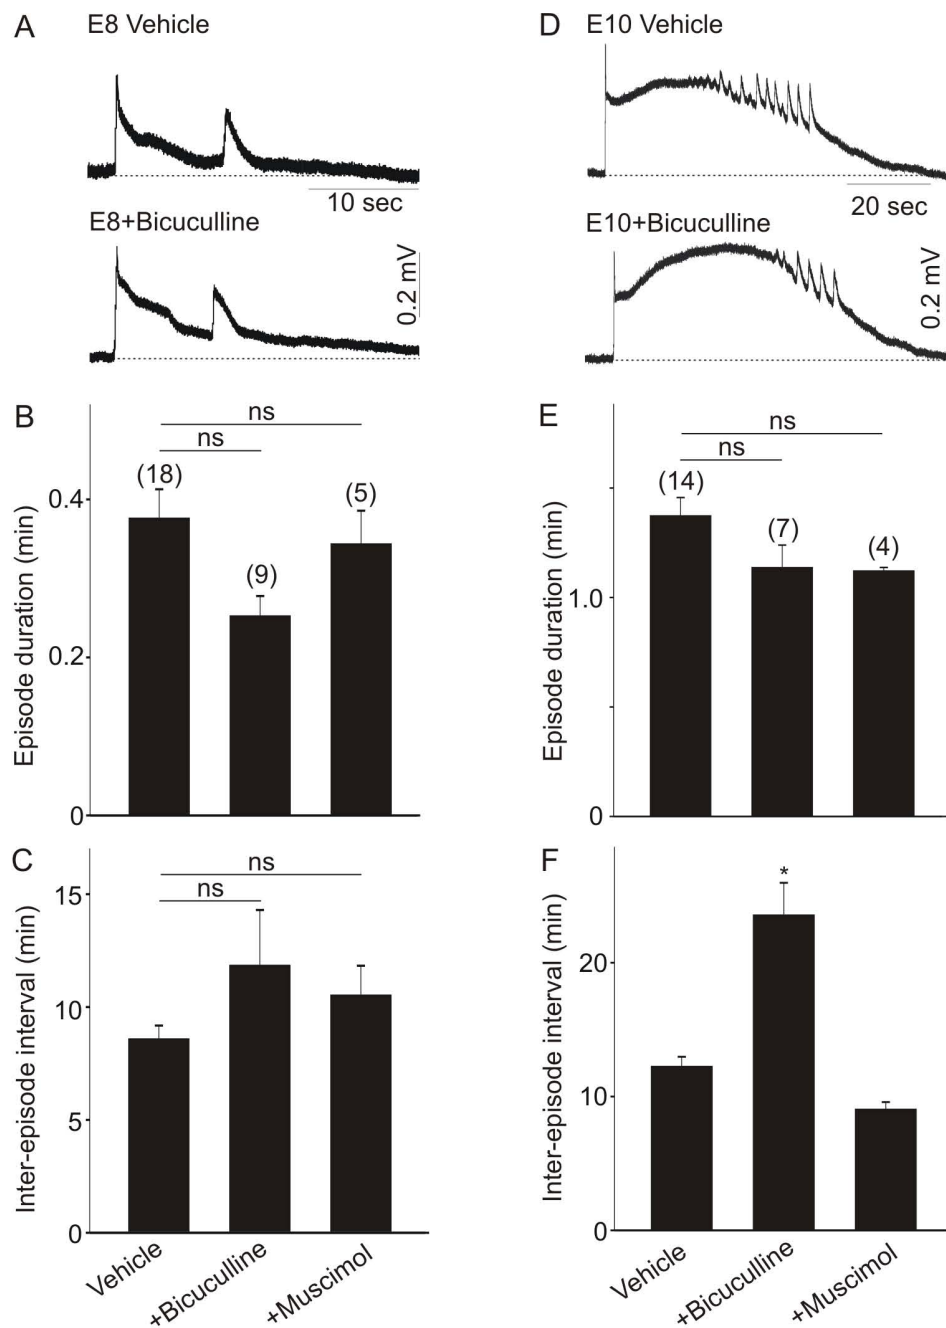 A
E8 Vehicle
10 sec
E8+Bicuculline
0.2 mV
D
E10 Vehicle
20 sec
E10+Bicuculline
0.2 mV
B
Episode duration (min)
0.4
0.2
0
ns
ns
(18)
(9)
(5)
E
Episode duration (min)
1.0
0
ns
ns
(14)
(7)
(4)
C
Inter-episode interval (min)
15
10
5
0
ns
ns
Vehicle
+Bicuculline
+Muscimol
F
Inter-episode interval (min)
20
10
0
*
Vehicle
+Bicuculline
+Muscimol